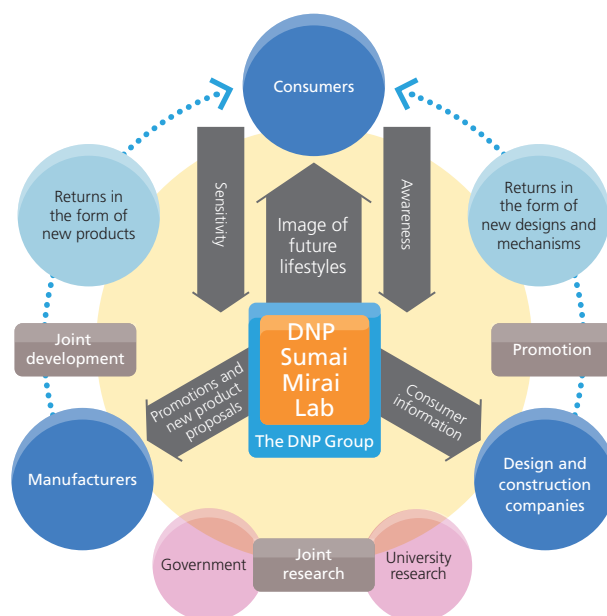 Consumers
Sensitivity
Awareness
Image of
future
lifestyles
Returns in
the form of
new products
Returns in
the form of
new designs and
mechanisms
Joint
development
Promotion
DNP
Sumai
Mirai
Lab
The DNP Group
Promotions and
new product
proposals
Consumer
information
Manufacturers
Design and
construction
companies
Government
Joint
research
University
research